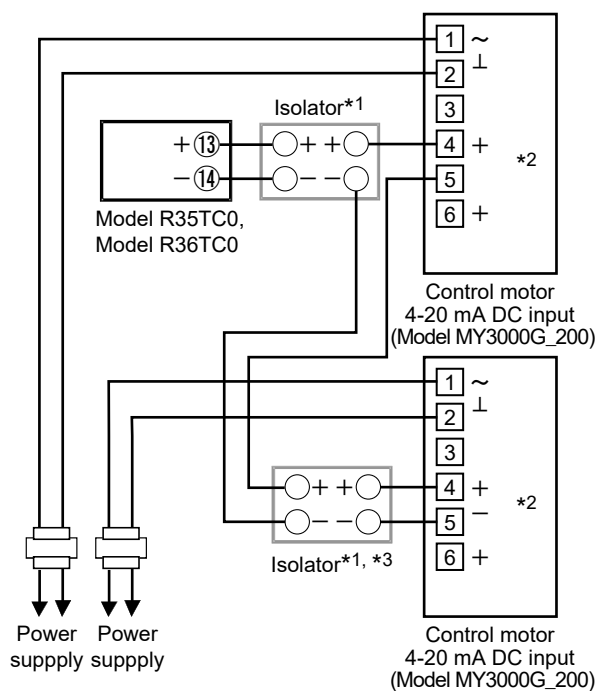 1 ~
2 ⊥
3
4 +
5
6 +
*2
Isolator*1
+ 13 + + 
− 14 − −
Model R35TC0,
Model R36TC0
Control motor
4-20 mA DC input
(Model MY3000G_200)
1 ~
2 ⊥
3
4 +
5 −
6 +
*2
+ +
− −
Isolator*1, *3
Power
suppply
Power
suppply
Control motor
4-20 mA DC input
(Model MY3000G_200)